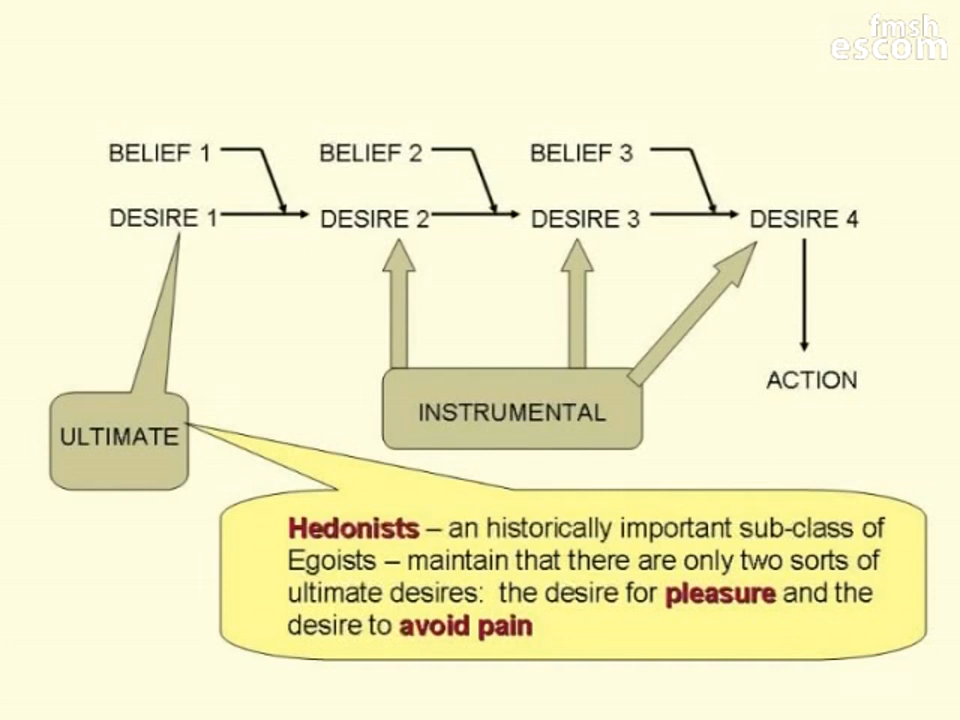 fmsh
escom
BELIEF 1 BELIEF 2 BELIEF 3
DESIRE 1 DESIRE 2 DESIRE 3 DESIRE 4
ACTION
INSTRUMENTAL
ULTIMATE
Hedonists – an historically important sub-class of
Egoists – maintain that there are only two sorts of
ultimate desires: the desire for pleasure and the
desire to avoid pain